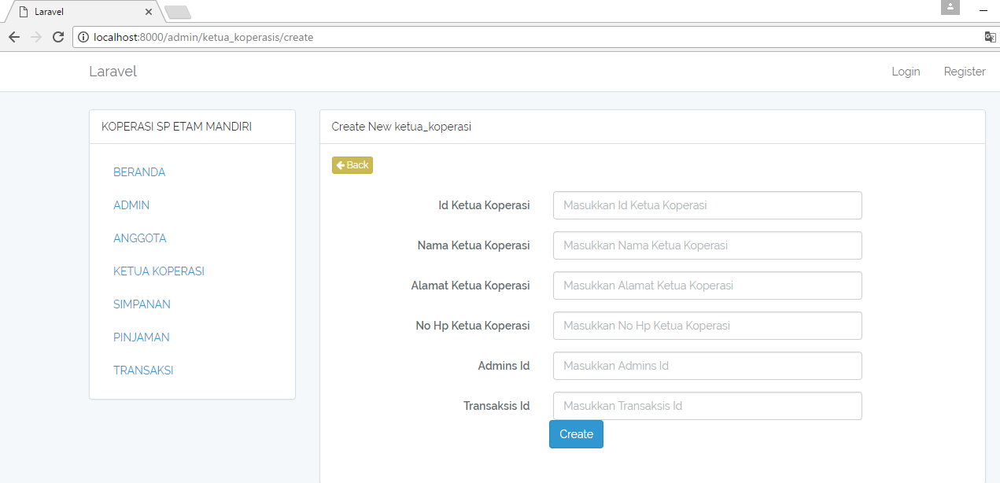 Laravel
localhost:8000/admin/ketua_koperasis/create
Laravel
Login
Register
KOPERASI SP ETAM MANDIRI
BERANDA
ADMIN
ANGGOTA
KETUA KOPERASI
SIMPANAN
PINJAMAN
TRANSAKSI
Create New ketua_koperasi
Back
Id Ketua Koperasi
Masukkan Id Ketua Koperasi
Nama Ketua Koperasi
Masukkan Nama Ketua Koperasi
Alamat Ketua Koperasi
Masukkan Alamat Ketua Koperasi
No Hp Ketua Koperasi
Masukkan No Hp Ketua Koperasi
Admins Id
Masukkan Admins Id
Transaksis Id
Masukkan Transaksis Id
Create